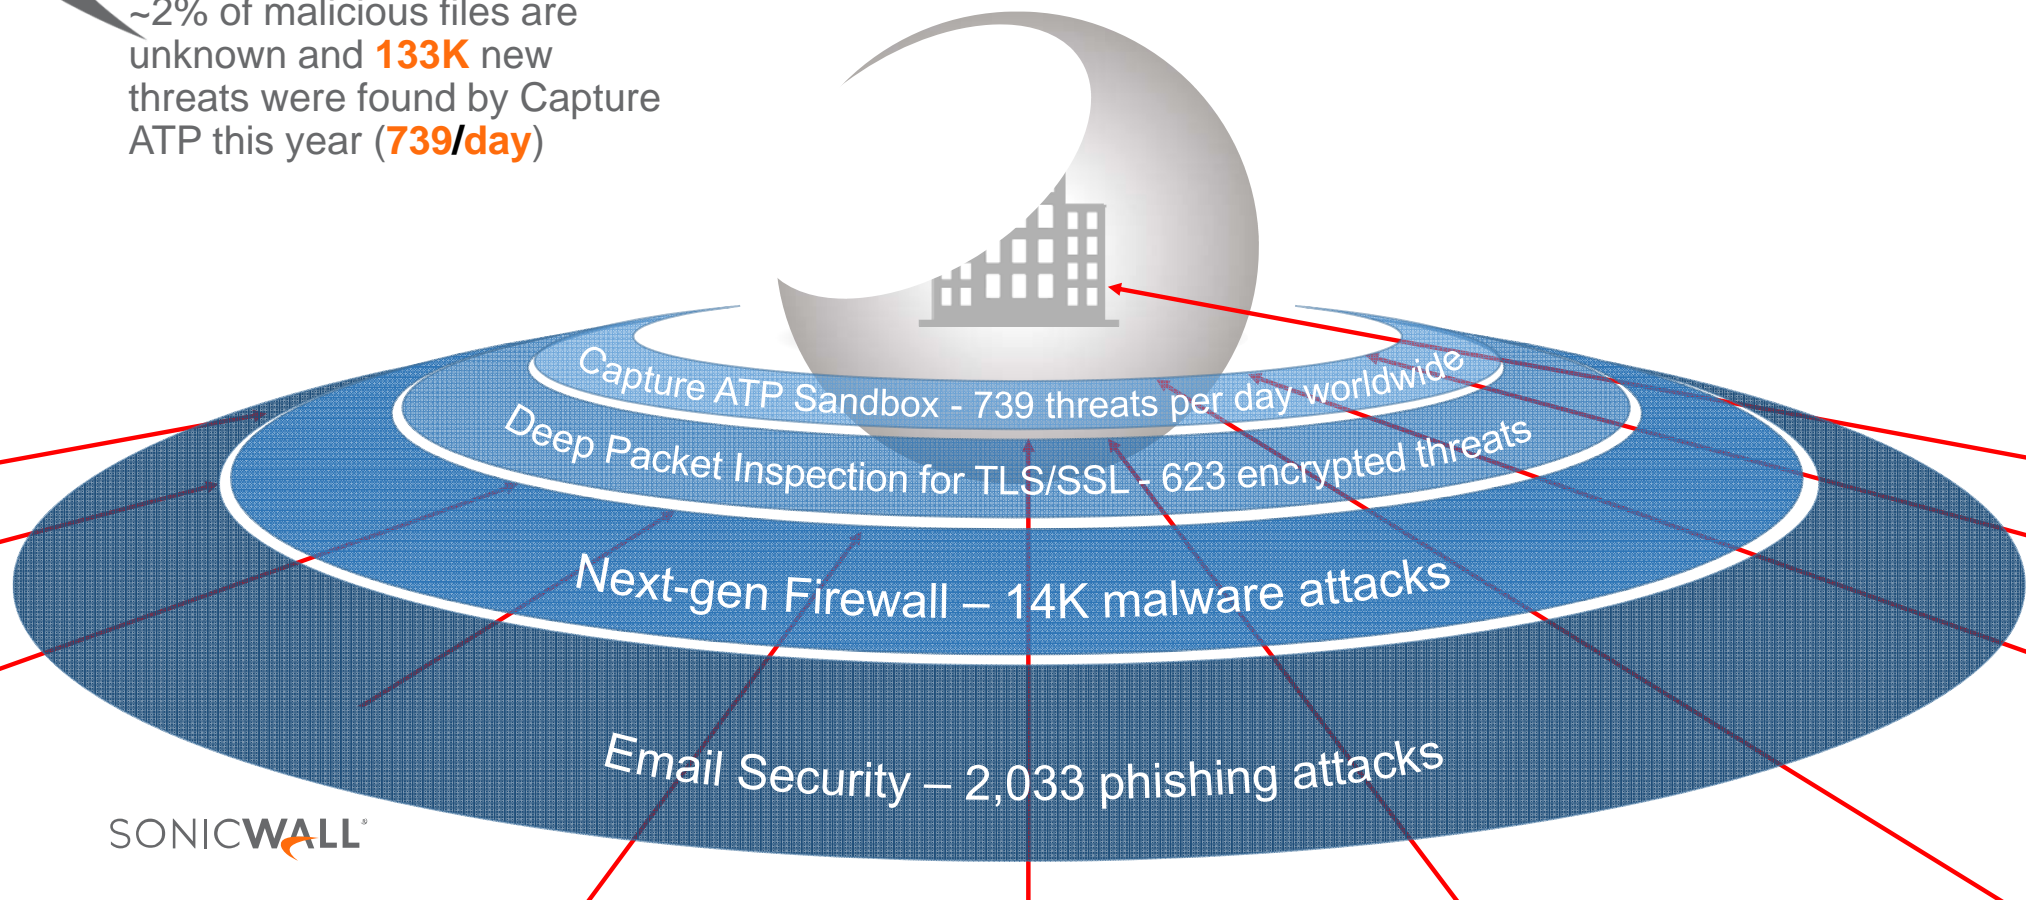 ~2% of malicious files are
unknown and 133K new
threats were found by Capture
ATP this year (739/day)
Capture ATP Sandbox - 739 threats per day worldwide
Deep Packet Inspection for TLS/SSL - 623 encrypted threats
Next-gen Firewall – 14K malware attacks
Email Security – 2,033 phishing attacks
SONICWALL®